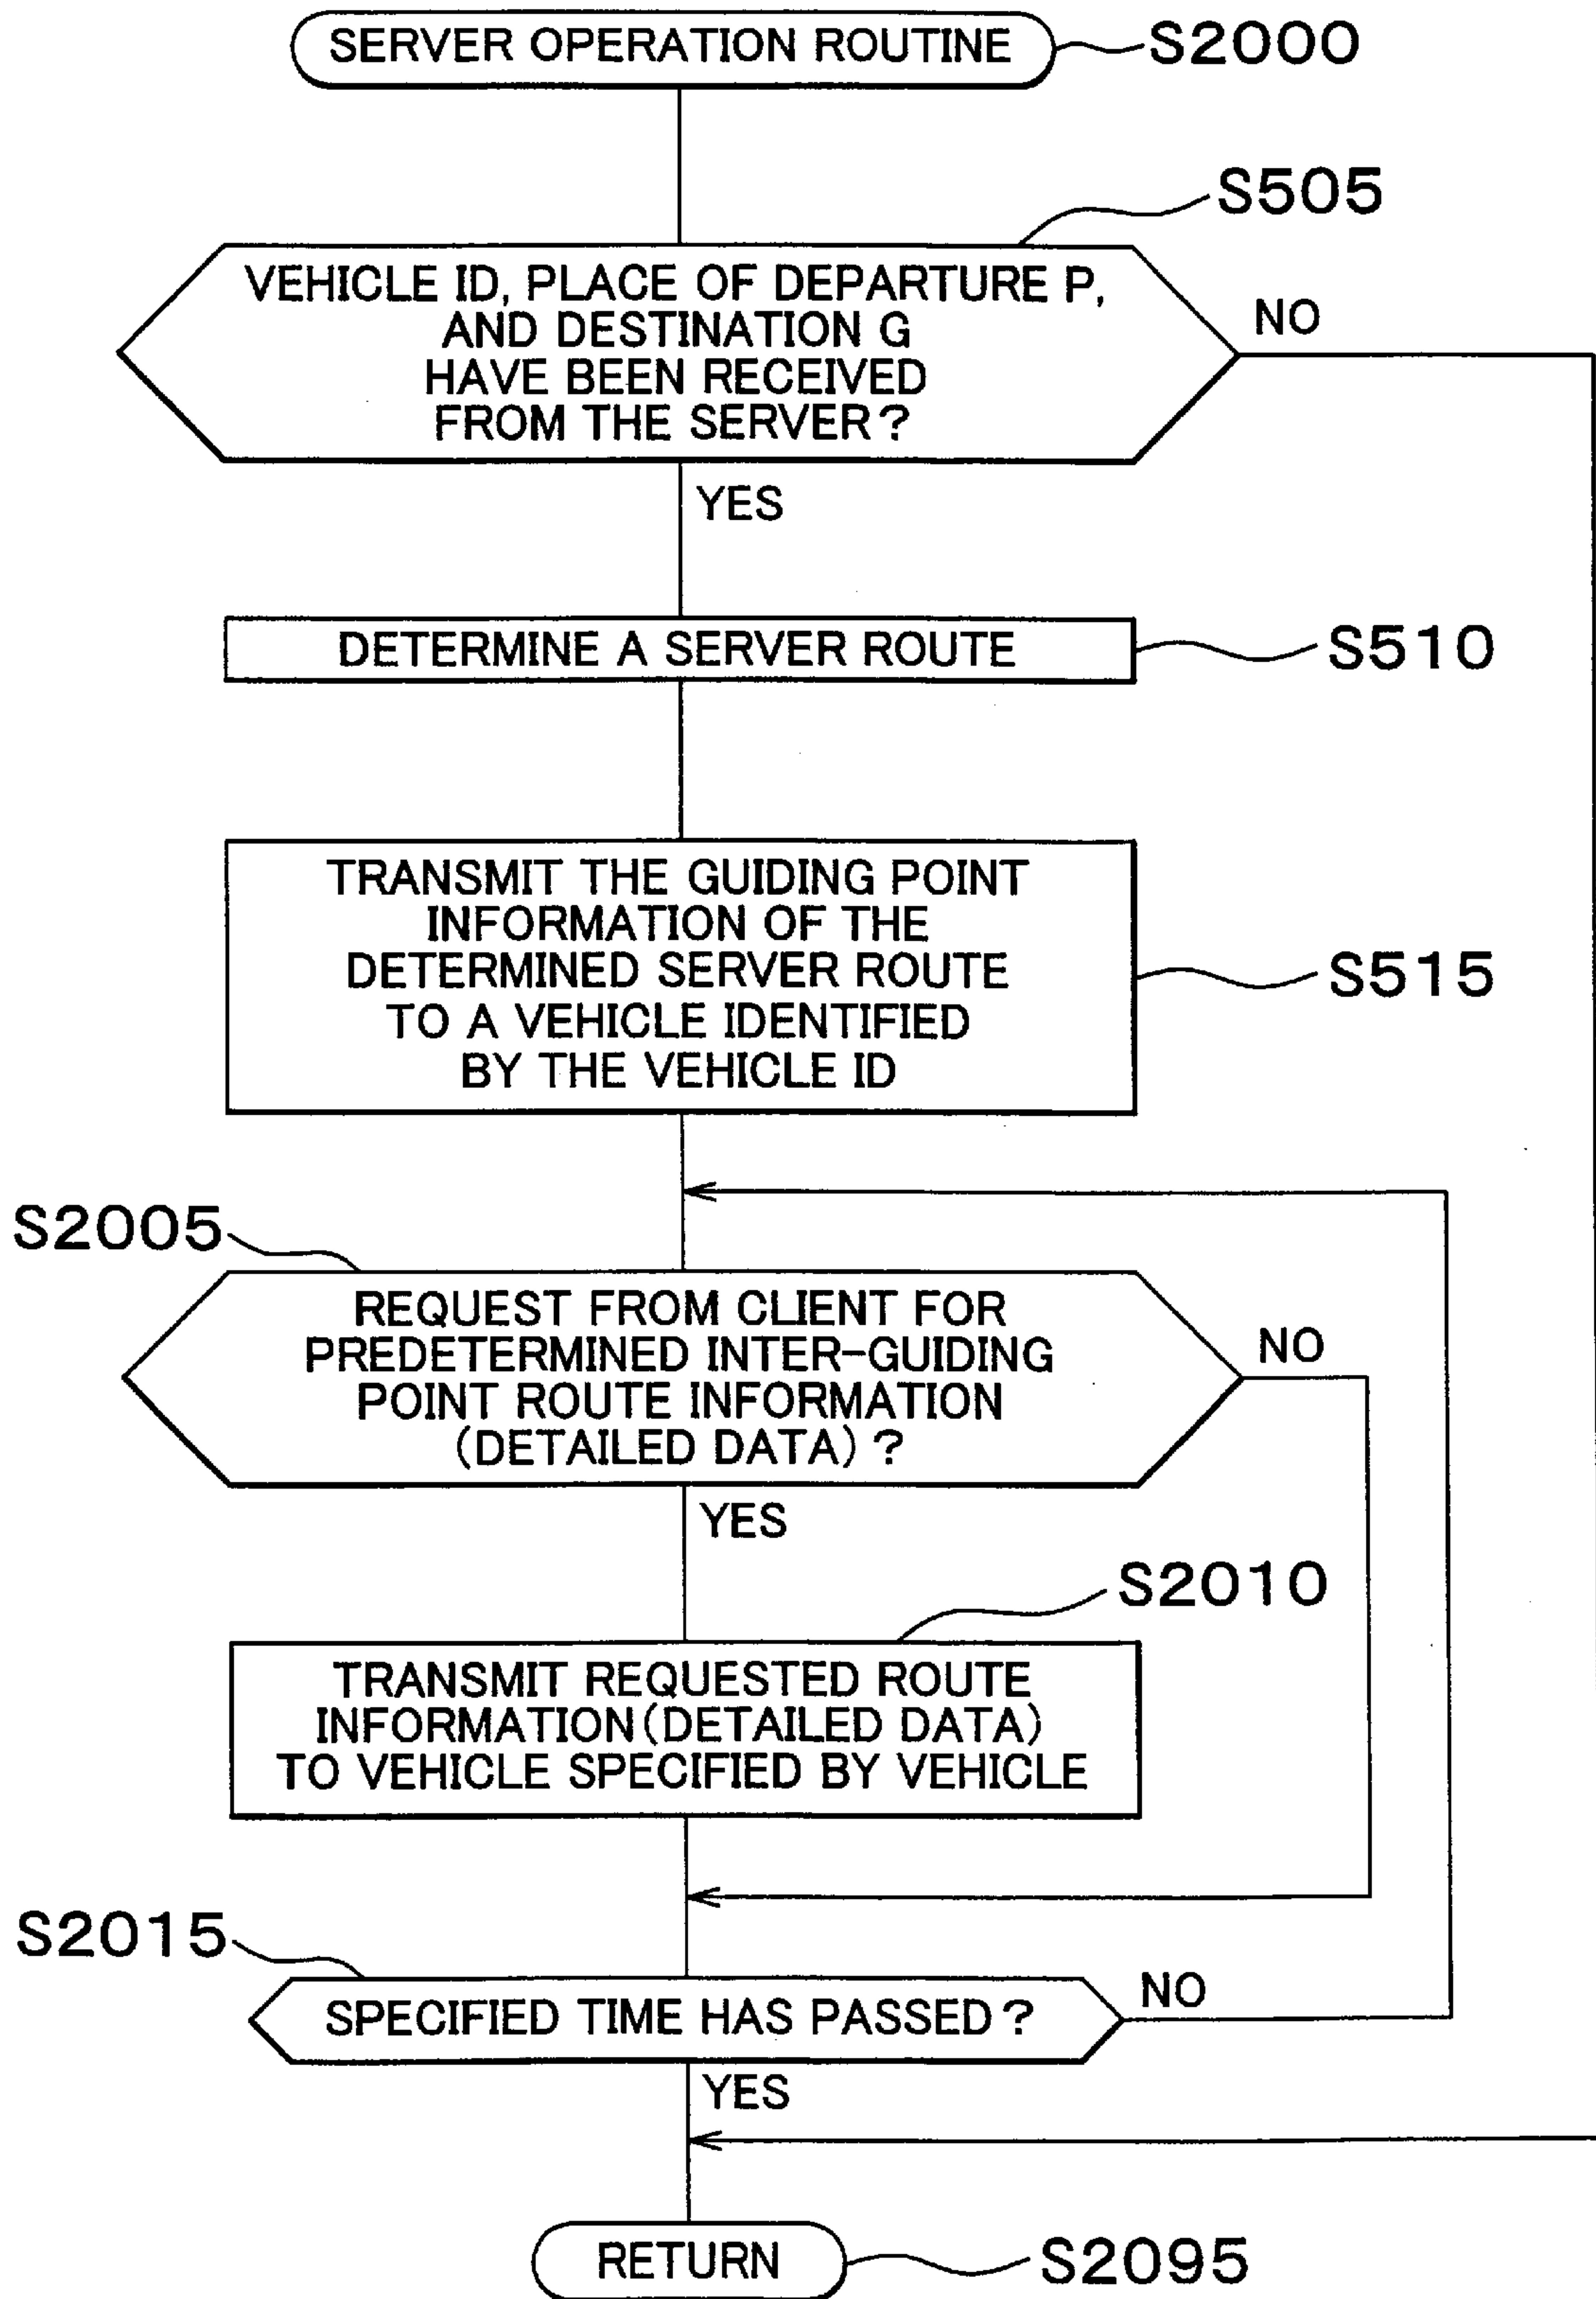 SERVER OPERATION ROUTINE
S2000
S505
VEHICLE ID, PLACE OF DEPARTURE P,
AND DESTINATION G
HAVE BEEN RECEIVED
FROM THE SERVER?
NO
YES
DETERMINE A SERVER ROUTE
S510
TRANSMIT THE GUIDING POINT
INFORMATION OF THE
DETERMINED SERVER ROUTE
TO A VEHICLE IDENTIFIED
BY THE VEHICLE ID
S515
S2005
REQUEST FROM CLIENT FOR
PREDETERMINED INTER-GUIDING
POINT ROUTE INFORMATION
(DETAILED DATA)?
NO
YES
S2010
TRANSMIT REQUESTED ROUTE
INFORMATION(DETAILED DATA)
TO VEHICLE SPECIFIED BY VEHICLE
S2015
SPECIFIED TIME HAS PASSED?
NO
YES
RETURN
S2095